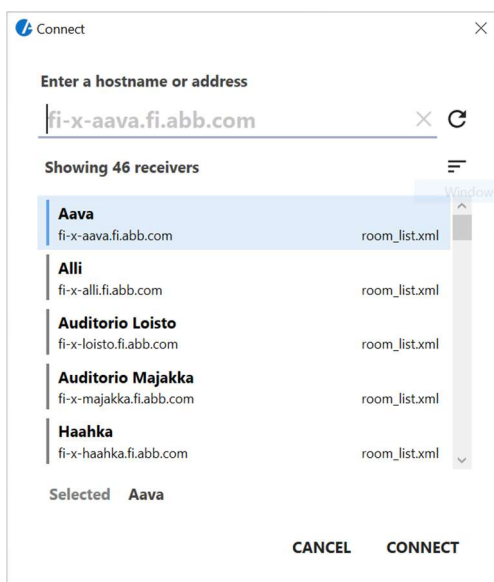 Connect
Enter a hostname or address
fi-x-aava.fi.abb.com
Showing 46 receivers
Window
Aava
fi-x-aava.fi.abb.com room_list.xml
Alli
fi-x-alli.fi.abb.com room_list.xml
Auditorio Loisto
fi-x-loisto.fi.abb.com room_list.xml
Auditorio Majakka
fi-x-majakka.fi.abb.com room_list.xml
Haahka
fi-x-haahka.fi.abb.com room_list.xml
Selected Aava
CANCEL CONNECT